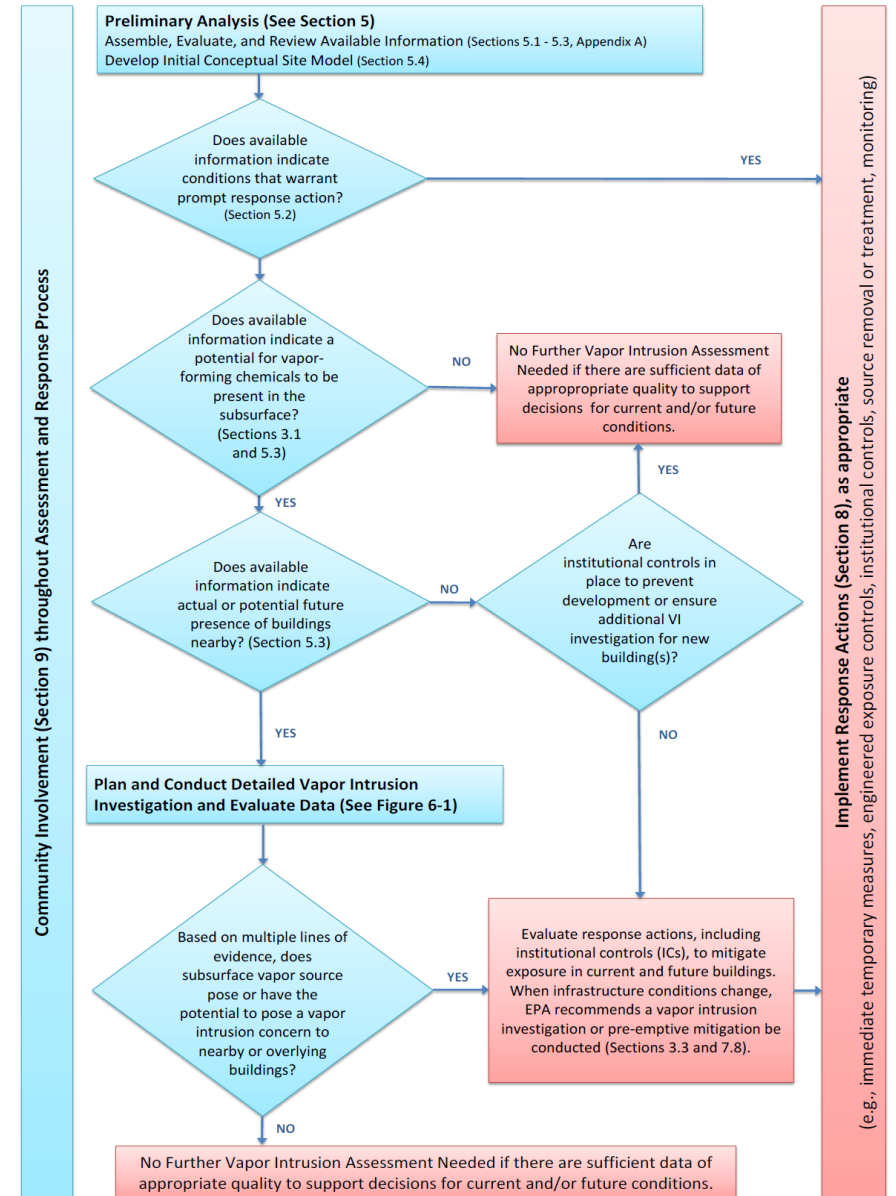 Community Involvement (Section 9) throughout Assessment and Response Process
Preliminary Analysis (See Section 5)
Assemble, Evaluate, and Review Available Information (Sections 5.1 - 5.3, Appendix A)
Develop Initial Conceptual Site Model (Section 5.4)
Does available
information indicate
conditions that warrant
prompt response action?
(Section 5.2)
YES
Does available
information indicate a
potential for vapor-
forming chemicals to be
present in the
subsurface?
(Sections 3.1
and 5.3)
NO
No Further Vapor Intrusion Assessment
Needed if there are sufficient data of
appropropriate quality to support
decisions for current and/or future
conditions.
YES
YES
Does available
information indicate
actual or potential future
presence of buildings
nearby? (Section 5.3)
NO
Are
institutional controls in
place to prevent
development or ensure
additional VI
investigation for new
building(s)?
YES
NO
Plan and Conduct Detailed Vapor Intrusion
Investigation and Evaluate Data (See Figure 6-1)
Based on multiple lines of
evidence, does
subsurface vapor source
pose or have the
potential to pose a vapor
intrusion concern to
nearby or overlying
buildings?
YES
Evaluate response actions, including
institutional controls (ICs), to mitigate
exposure in current and future buildings.
When infrastructure conditions change,
EPA recommends a vapor intrusion
investigation or pre-emptive mitigation be
conducted (Sections 3.3 and 7.8).
NO
No Further Vapor Intrusion Assessment Needed if there are sufficient data of
appropriate quality to support decisions for current and/or future conditions.
Implement Response Actions (Section 8), as appropriate
(e.g., immediate temporary measures, engineered exposure controls, institutional controls, source removal or treatment, monitoring)